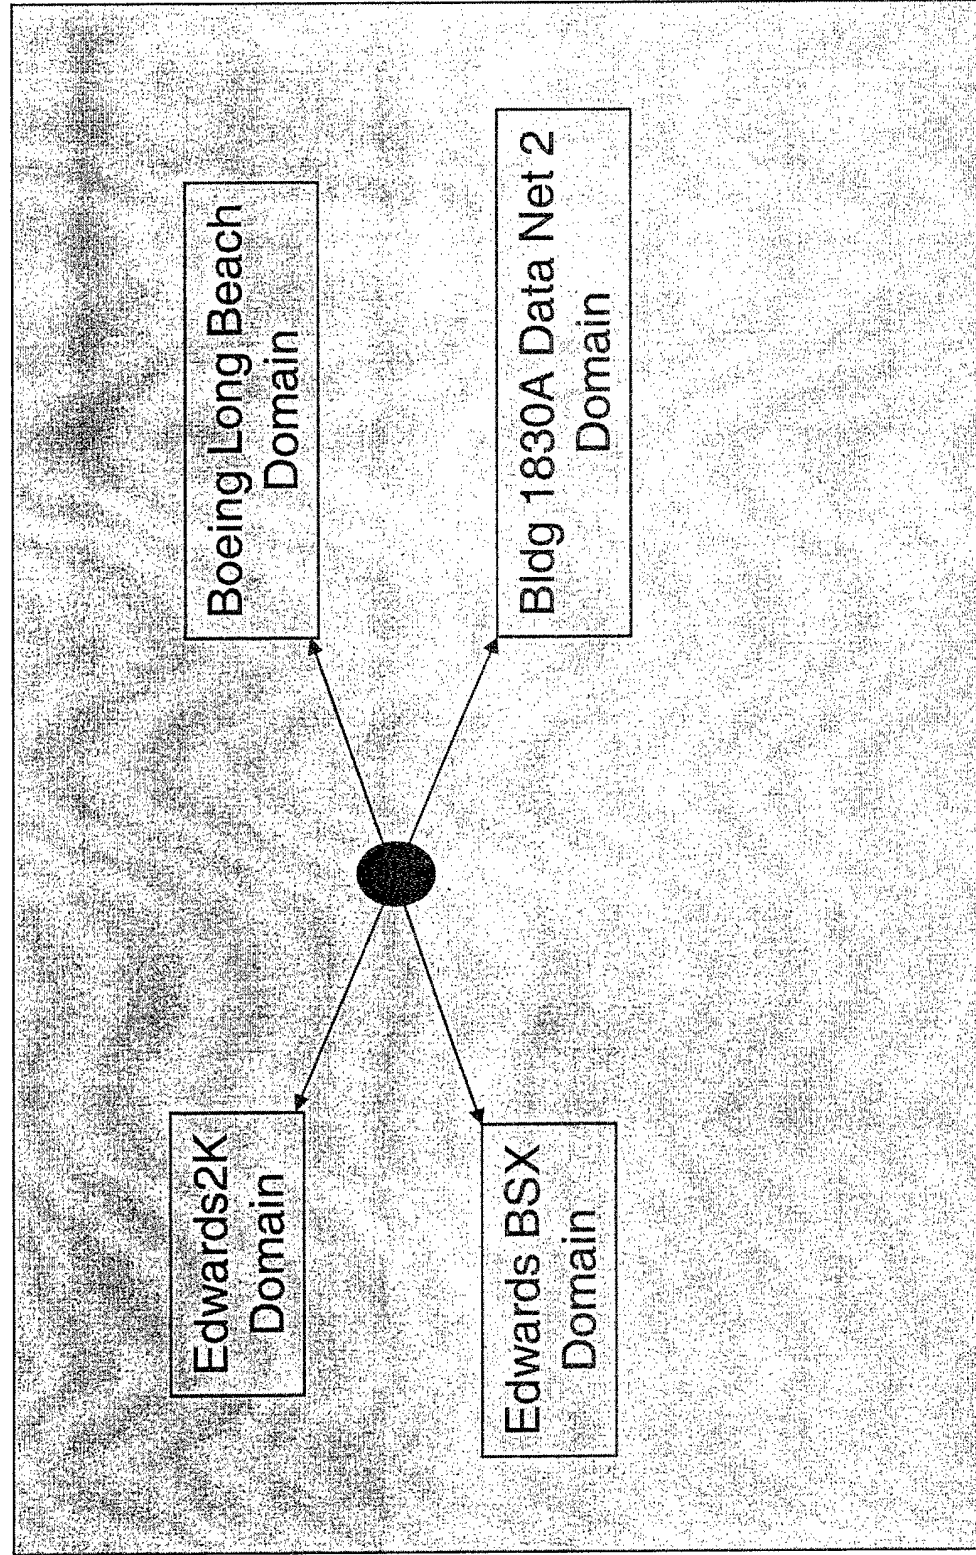 Edwards2K
Domain
Boeing Long Beach
Domain
Edwards BSX
Domain
Bldg 1830A Data Net 2
Domain